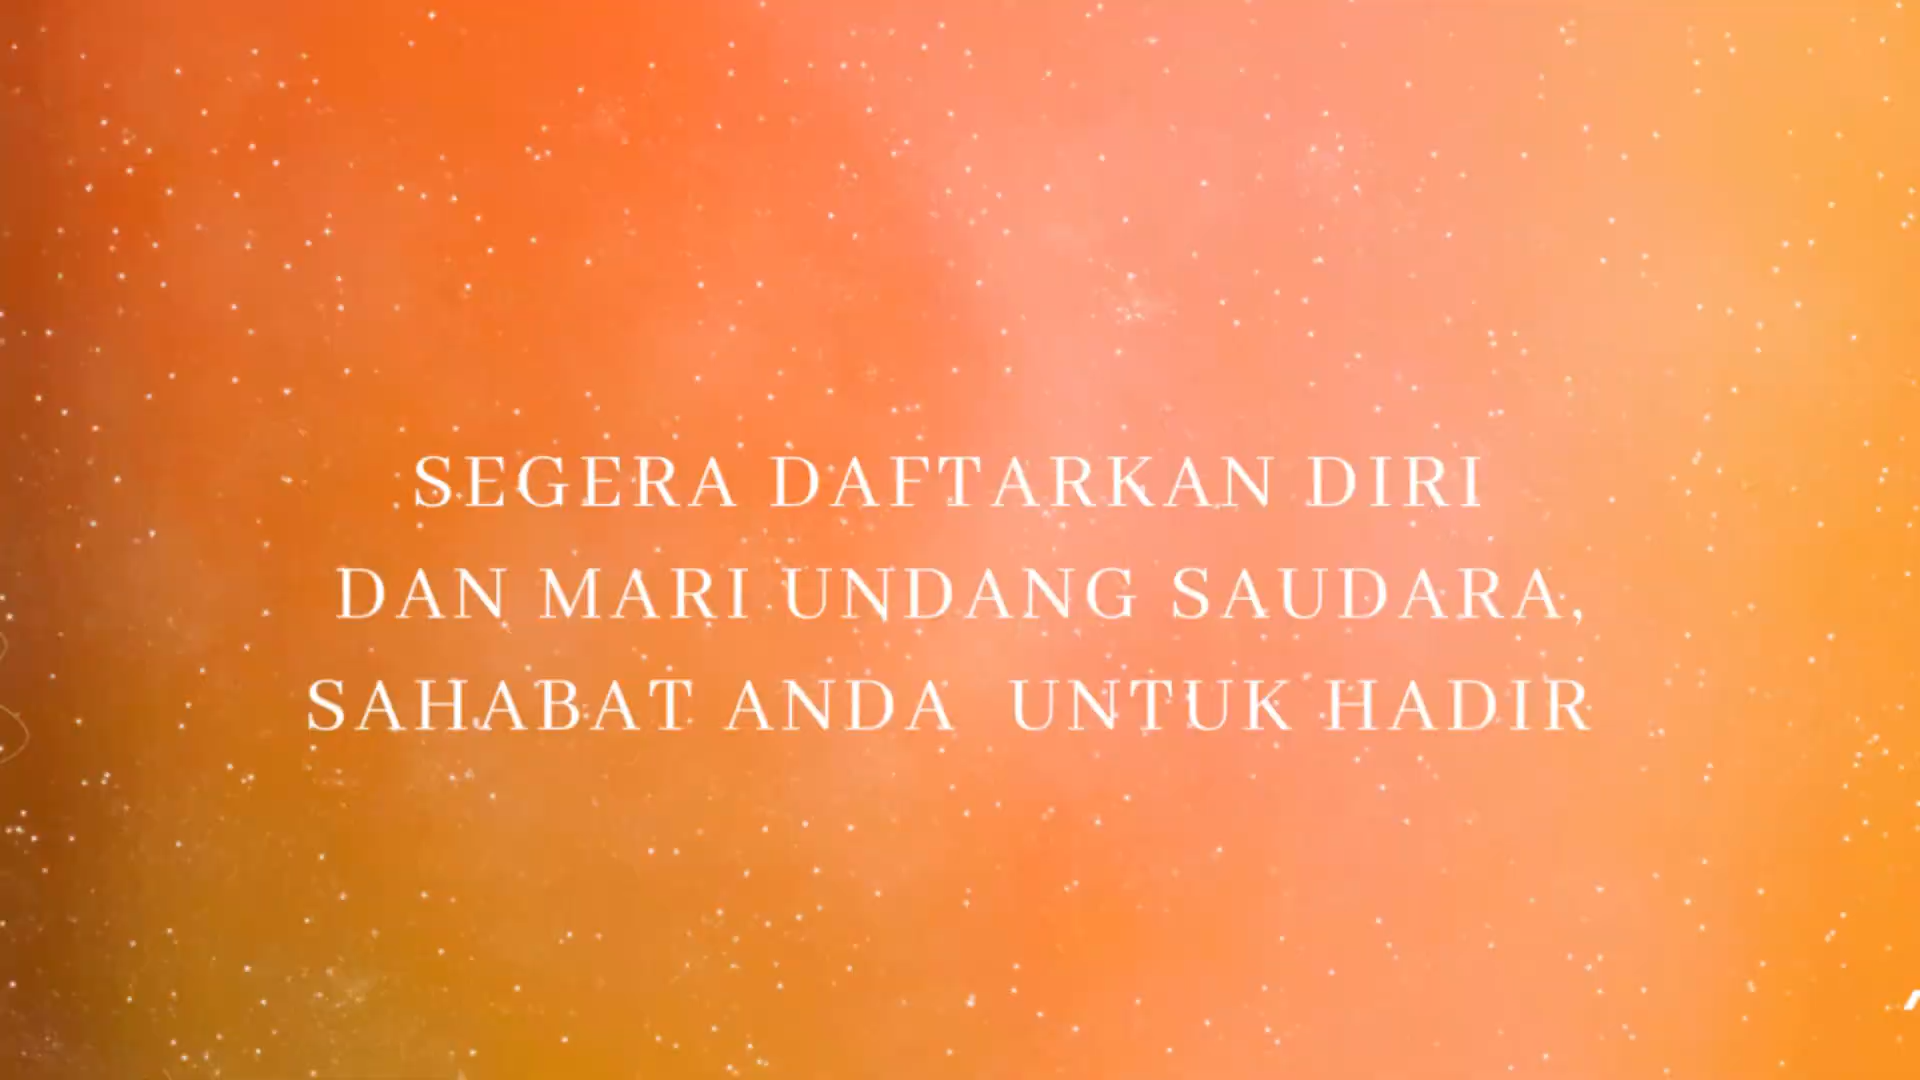 SEGERA DAFTARKAN DIRI
DAN MARI UNDANG SAUDARA,
SAHABAT ANDA  UNTUK HADIR